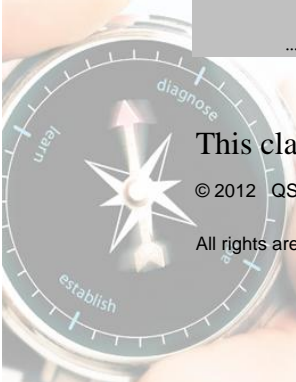 ...
diagnose
learn
This cla
© 2012 QS
All rights are
establish